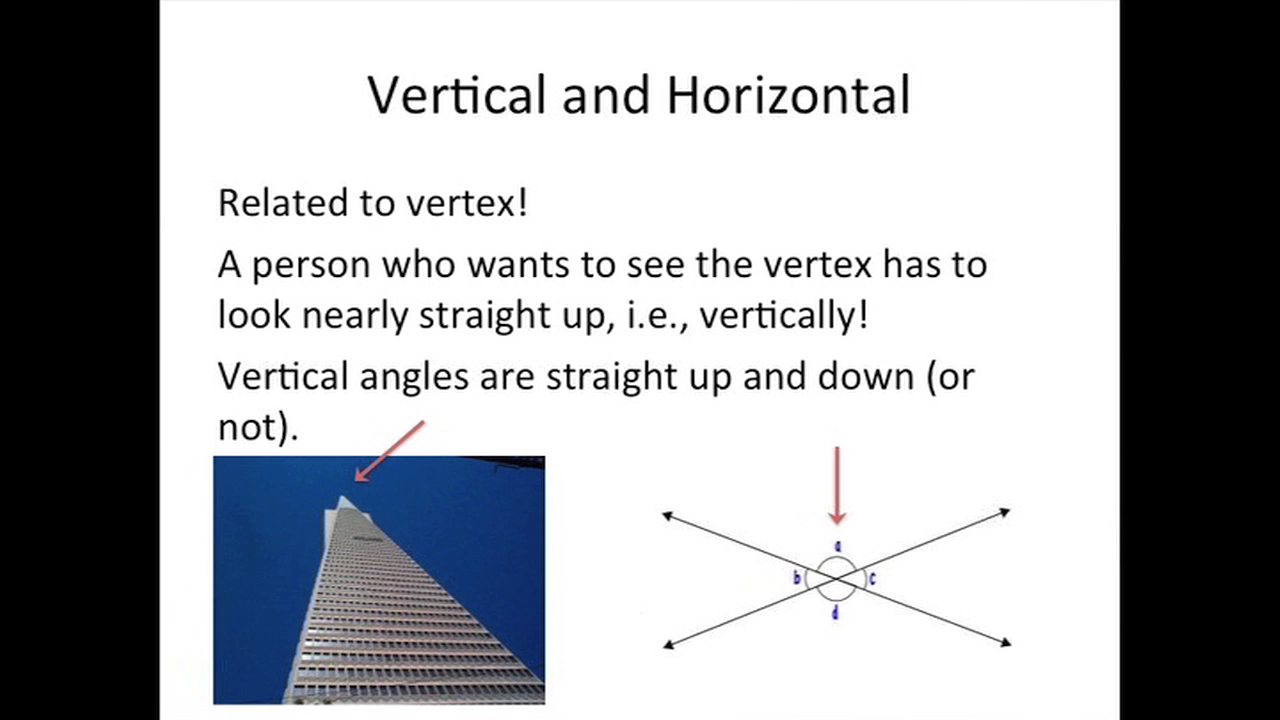 Vertical and Horizontal
Related to vertex!
A person who wants to see the vertex has to
look nearly straight up, i.e., vertically!
Vertical angles are straight up and down (or
not).
a
b
c
d